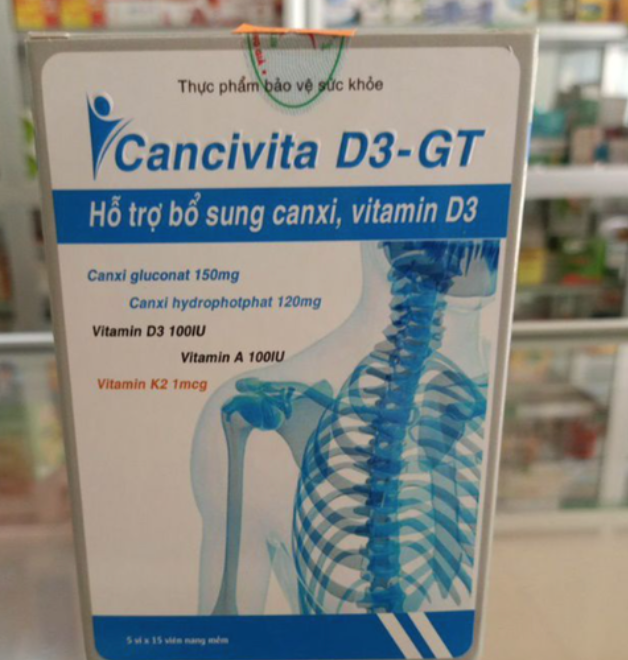 Thực phẩm bảo vệ sức khỏe
Cancivita D3-GT
Hỗ trợ bổ sung canxi, vitamin D3
Canxi gluconat 150mg
Canxi hydrophotphat 120mg
Vitamin D3 100IU
Vitamin A 100IU
Vitamin K2 1mcg
5 vỉ x 15 viên nang mềm